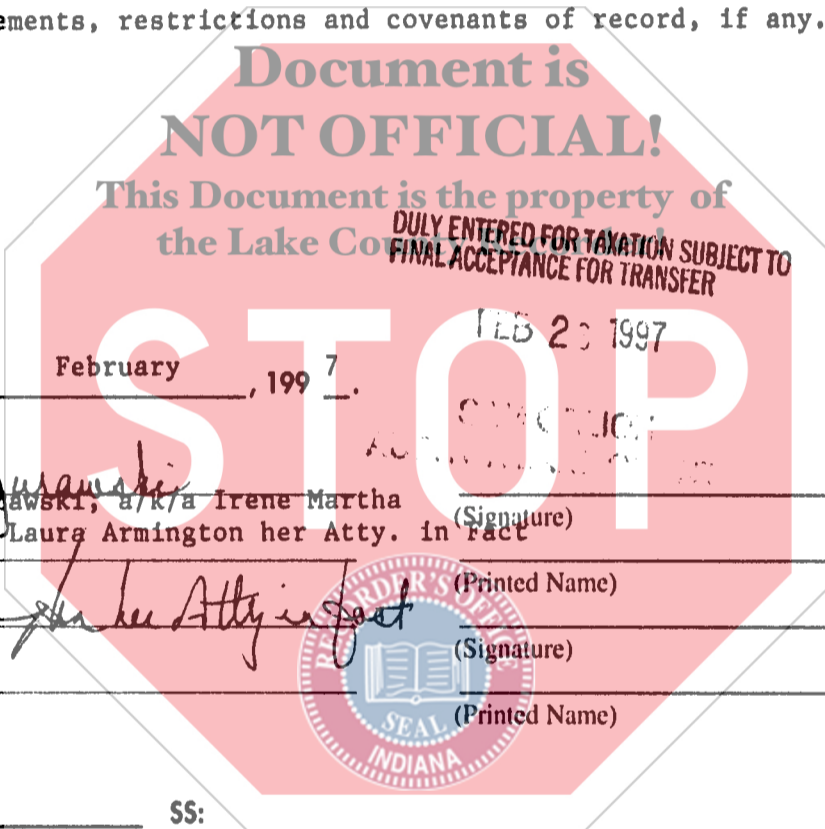 ements, restrictions and covenants of record, if any.
Document is
NOT OFFICIAL!
This Document is the property of
the Lake County Recorder!
DULY ENTERED FOR TAXATION SUBJECT TO
FINAL ACCEPTANCE FOR TRANSFER
FEB 2 1997
STOP
February , 199 7.
awski, a/k/a Irene Martha
(Signature)
Laura Armington her Atty. in Fact
(Printed Name)
her Atty in fact
(Signature)
(Printed Name)
RECORDER'S OFFICE
SEAL
INDIANA
SS: